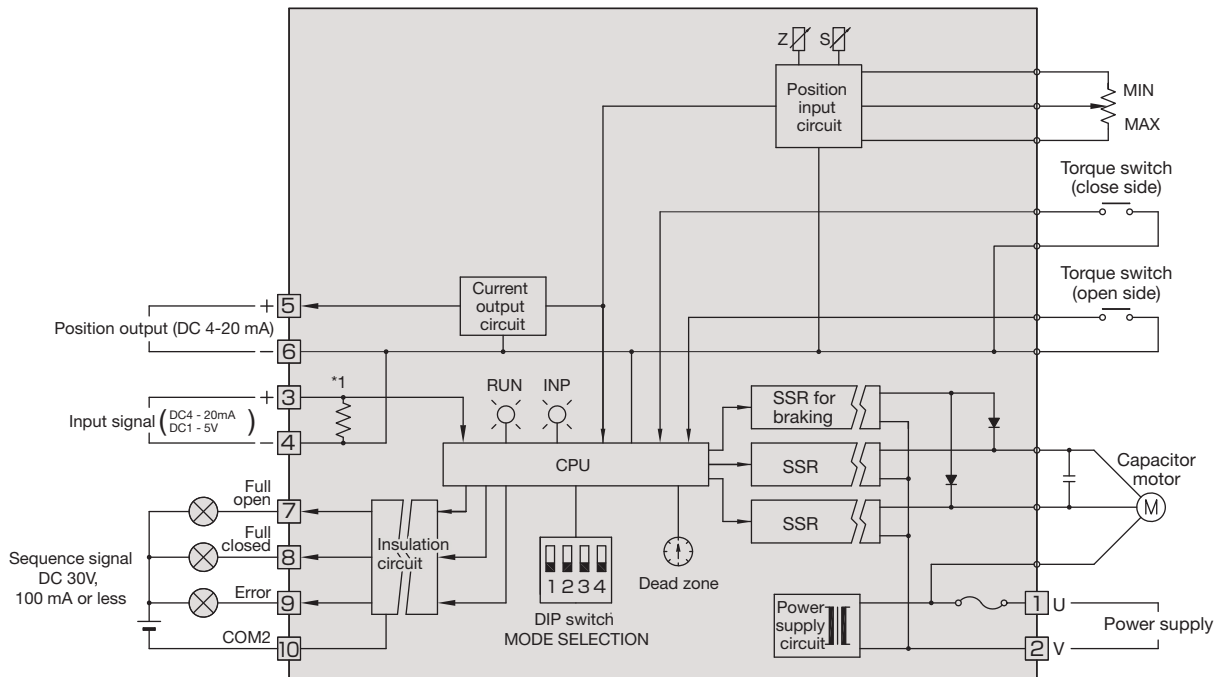 Z S
Position
input
circuit
MIN
MAX
Torque switch
(close side)
Torque switch
(open side)
Current
output
circuit
+ 5
Position output (DC 4-20 mA)
– 6
*1
RUN INP
+ 3
Input signal ( DC4 - 20mA
DC1 - 5V )
– 4
SSR for
braking
CPU
SSR
SSR
Capacitor
motor
M
Full
open
7
Full
closed
8
Insulation
circuit
Sequence signal
DC 30V,
100 mA or less
Error
9
COM2
10
1 2 3 4
DIP switch
MODE SELECTION
Dead zone
Power
supply
circuit
1 U
Power supply
2 V